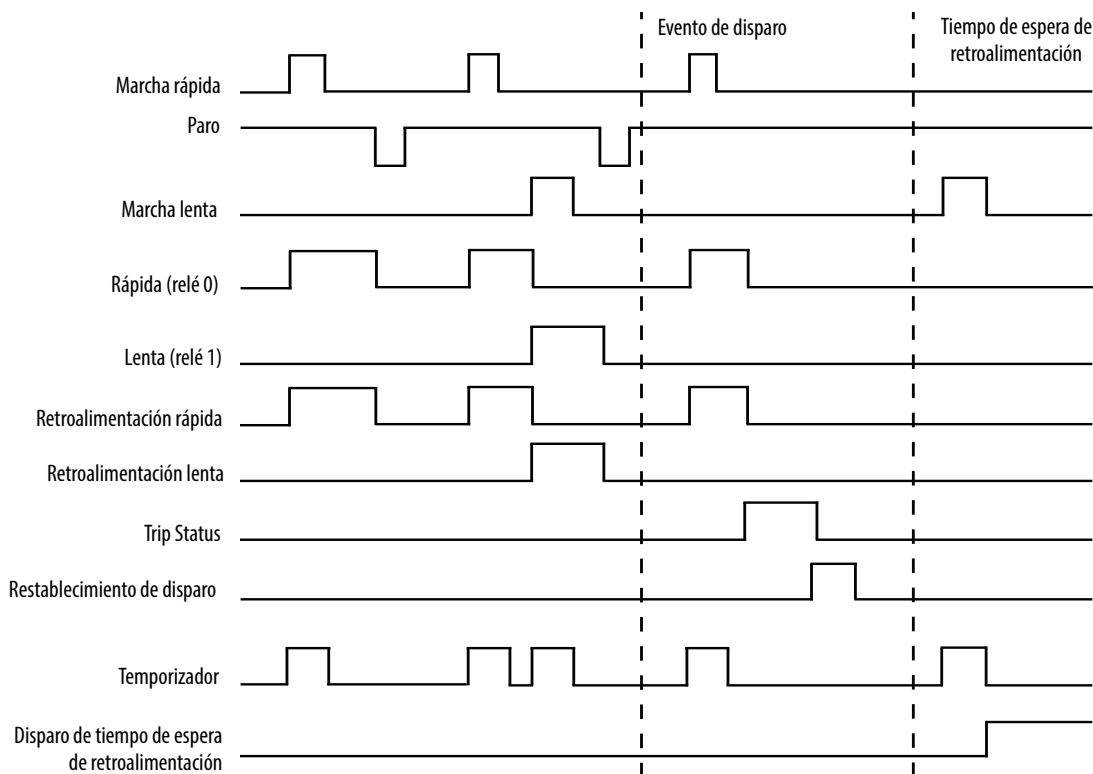 Evento de disparo
Tiempo de espera de
retroalimentación
Marcha rápida
Paro
Marcha lenta
Rápida (relé 0)
Lenta (relé 1)
Retroalimentación rápida
Retroalimentación lenta
Trip Status
Restablecimiento de disparo
Temporizador
Disparo de tiempo de espera
de retroalimentación